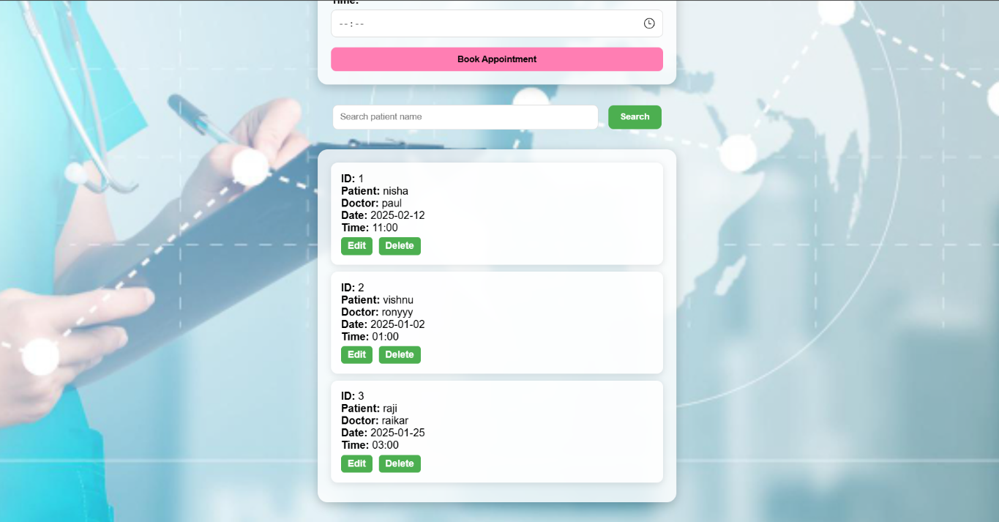 Time:
-- : --
Book Appointment
Search patient name
Search
ID: 1
Patient: nisha
Doctor: paul
Date: 2025-02-12
Time: 11:00
Edit Delete
ID: 2
Patient: vishnu
Doctor: ronyyy
Date: 2025-01-02
Time: 01:00
Edit Delete
ID: 3
Patient: raji
Doctor: raikar
Date: 2025-01-25
Time: 03:00
Edit Delete